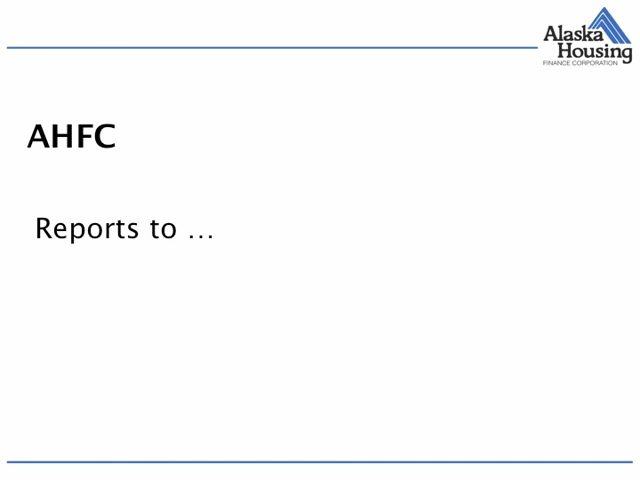 Alaska
Housing
FINANCE CORPORATION
AHFC
Reports to ...